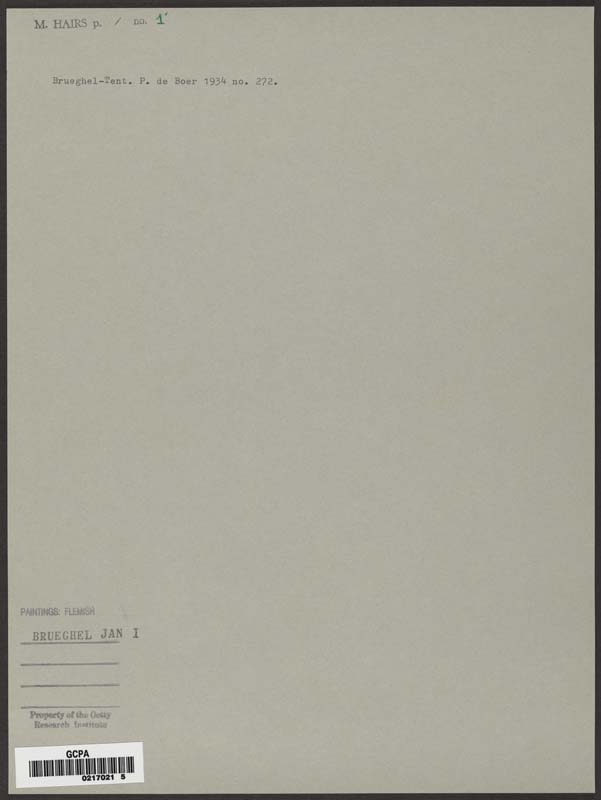 M. HAIRS p. / no. 1
Brueghel-Tent. P. de Boer 1934 no. 272.
PAINTINGS: FLEMISH
BRUEGHEL JAN I
Property of the Getty
Research Institute
GCPA
0217021 5